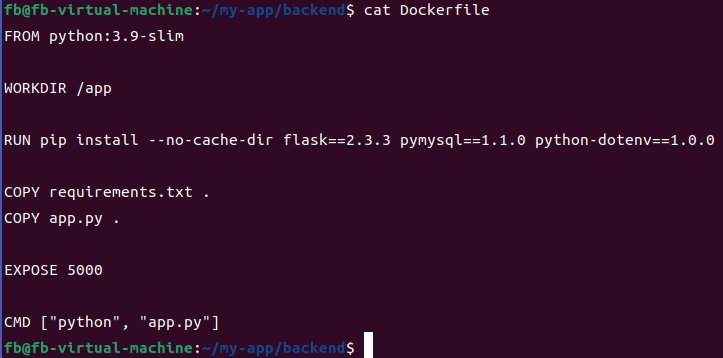 fb@fb-virtual-machine:~/my-app/backend$ cat Dockerfile
FROM python:3.9-slim
WORKDIR /app
RUN pip install --no-cache-dir flask==2.3.3 pymysql==1.1.0 python-dotenv==1.0.0
COPY requirements.txt .
COPY app.py .
EXPOSE 5000
CMD ["python", "app.py"]
fb@fb-virtual-machine:~/my-app/backend$